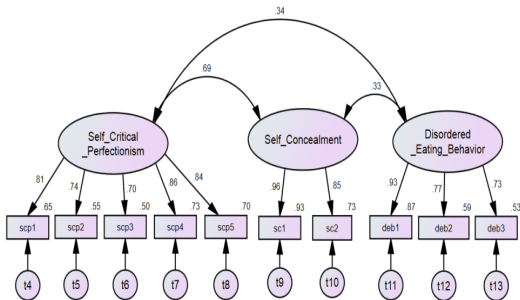 .34
.69
.33
Self_Critical
_Perfectionism
Self_Concealment
Disordered
_Eating_Behavior
.81
.74
.70
.86
.84
.96
.85
.93
.77
.73
.65
.55
.50
.73
.70
.93
.73
.87
.59
.53
scp1
scp2
scp3
scp4
scp5
sc1
sc2
deb1
deb2
deb3
t4
t5
t6
t7
t8
t9
t10
t11
t12
t13